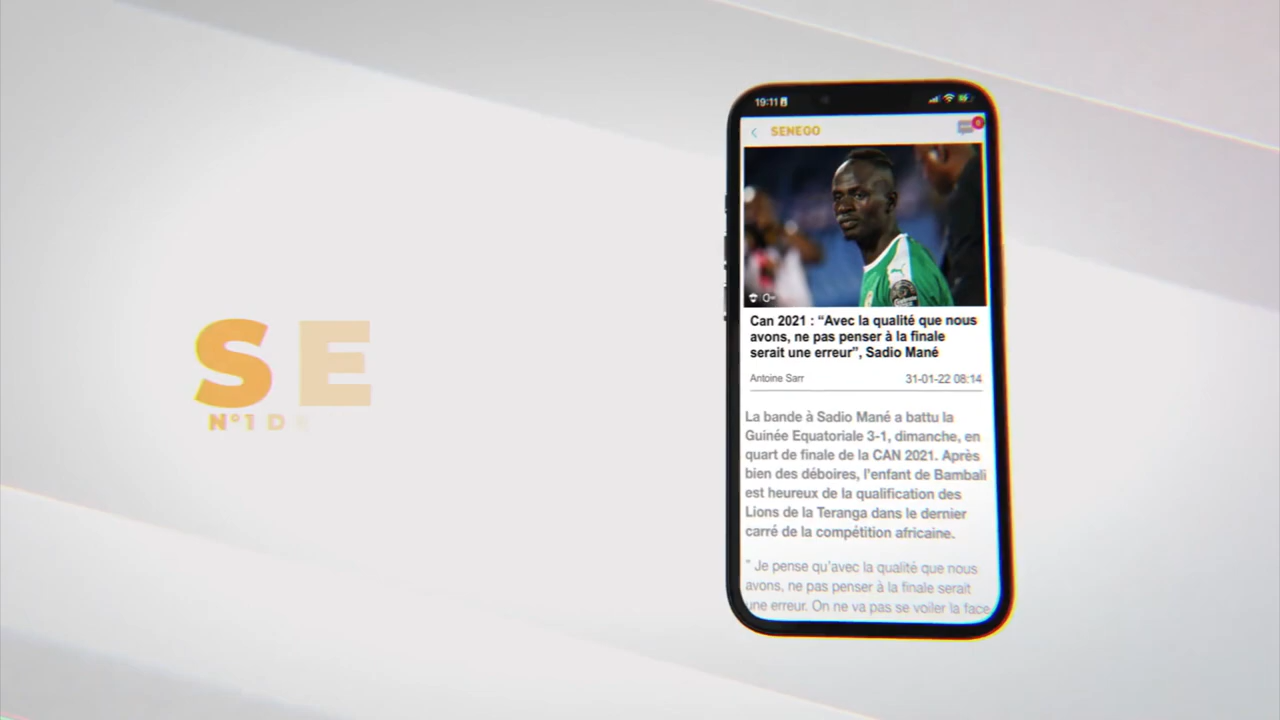 19:11
SENEGO
Can 2021 : “Avec la qualité que nous
avons, ne pas penser à la finale
serait une erreur”, Sadio Mané
Antoine Sarr 31-01-22 08:14
La bande à Sadio Mané a battu la
Guinée Equatoriale 3-1, dimanche, en
quart de finale de la CAN 2021. Après
bien des déboires, l'enfant de Bambali
est heureux de la qualification des
Lions de la Teranga dans le dernier
carré de la compétition africaine.
" Je pense qu'avec la qualité que nous
avons, ne pas penser à la finale serait
une erreur. On ne va pas se voiler la face
SE
N°1 D